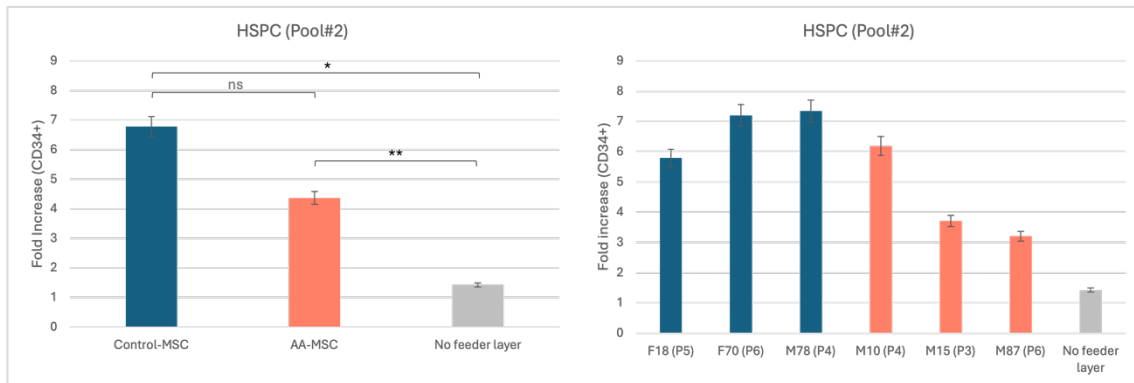 HSPC (Pool#2)
Fold Increase (CD34+)
9
8
7
6
5
4
3
2
1
0
*
ns
**
Control-MSC
AA-MSC
No feeder layer
HSPC (Pool#2)
Fold increase (CD34+)
9
8
7
6
5
4
3
2
1
0
F18 (P5)
F70 (P6)
M78 (P4)
M10 (P4)
M15 (P3)
M87 (P6)
No feeder
layer